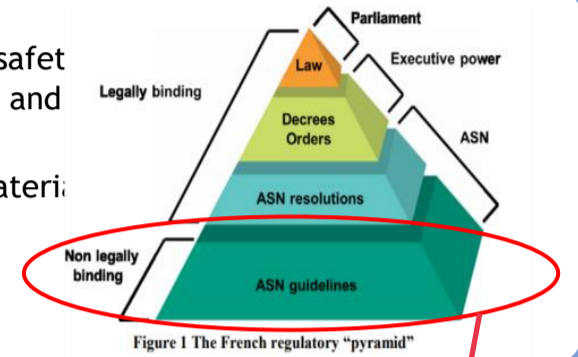 Parliament
Law
Executive power
Legally binding
and
Decrees
Orders
ASN
ASN resolutions
Non legally
binding
ASN guidelines
Figure 1 The French regulatory “pyramid”